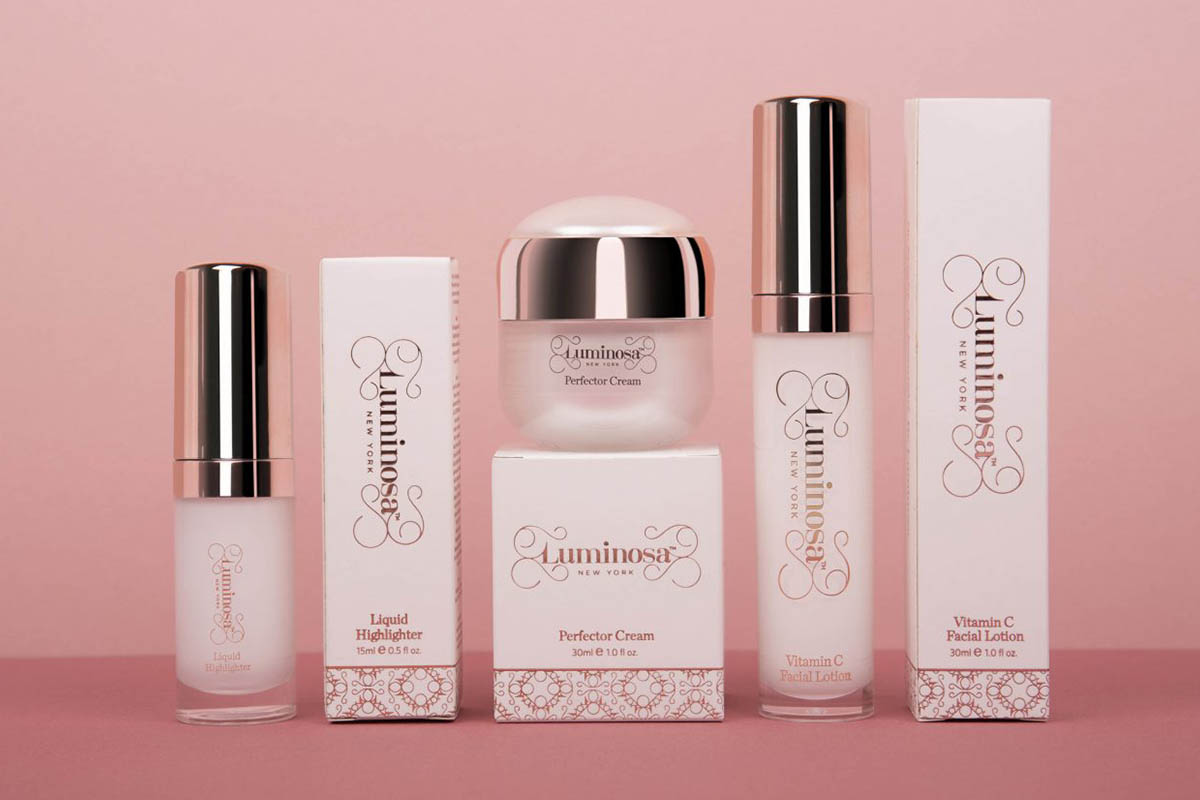 Luminosa
NEW YORK
Liquid
Highlighter
Luminosa™
NEW YORK
Liquid
Highlighter
15ml ℮ 0.5 fl oz.
Luminosa™
NEW YORK
Perfector Cream
Luminosa™
NEW YORK
Perfector Cream
30ml ℮ 1.0 fl oz.
Luminosa™
NEW YORK
Vitamin C
Facial Lotion
Luminosa™
NEW YORK
Vitamin C
Facial Lotion
30ml ℮ 1.0 fl oz.